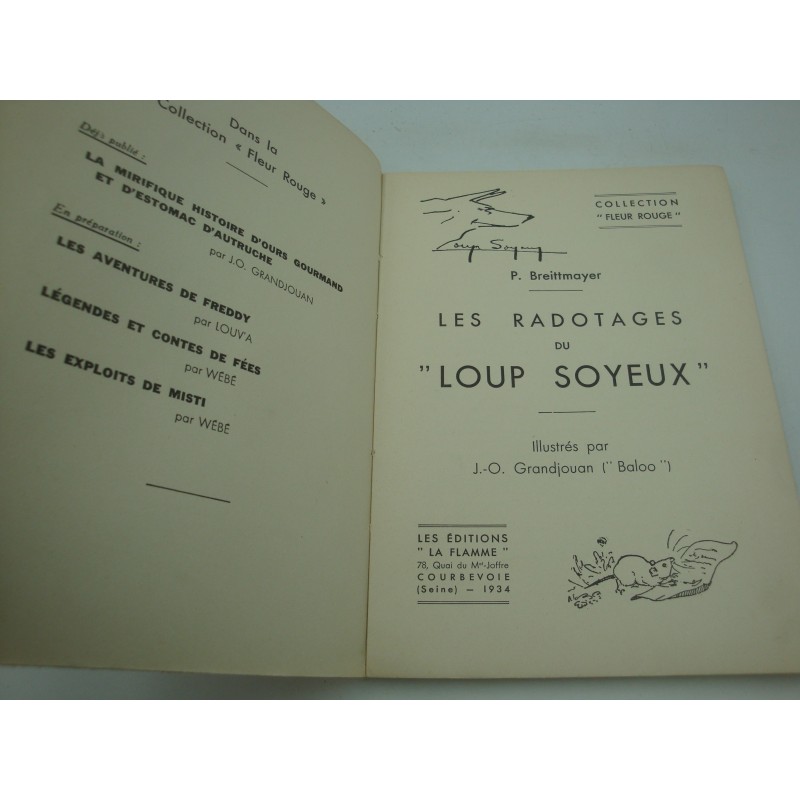 Dans la
Collection « Fleur Rouge »
Déjà publié :
LA MIRIFIQUE HISTOIRE D'OURS GOURMAND
ET D'ESTOMAC D'AUTRUCHE
par J.O. GRANDJOUAN
En préparation :
LES AVENTURES DE FREDDY
par LOUV'A
LÉGENDES ET CONTES DE FÉES
par WÉBÉ
LES EXPLOITS DE MISTI
par WÉBÉ
COLLECTION
"FLEUR ROUGE"
Loup Soyeux
P. Breittmayer
LES RADOTAGES
DU
"LOUP SOYEUX"
Illustrés par
J.-O. Grandjouan ("Baloo")
LES ÉDITIONS
"LA FLAMME"
78, Quai du Mal-Joffre
COURBEVOIE
(Seine) — 1934